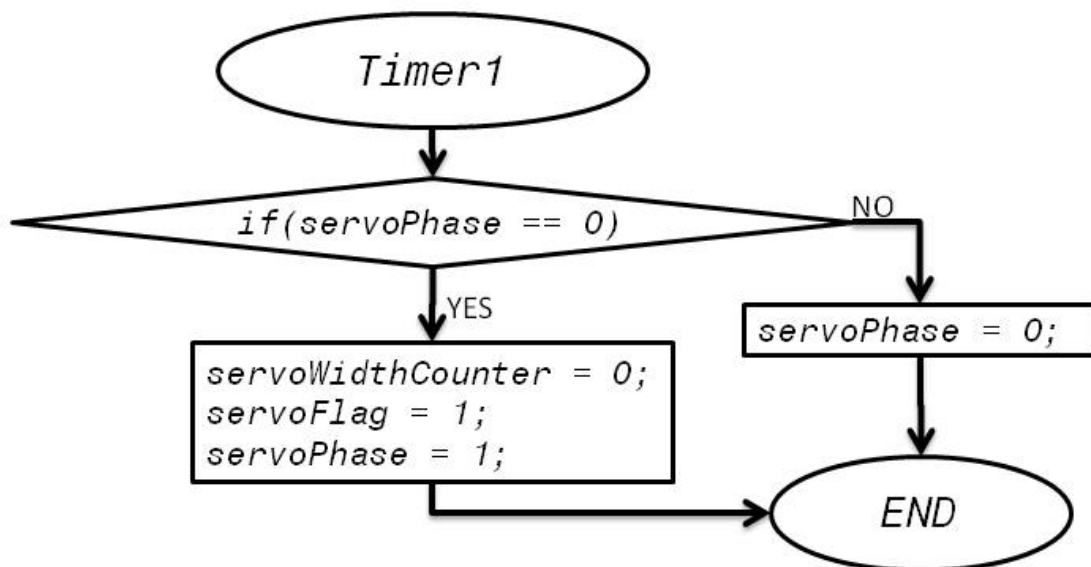 Timer1
if(servoPhase == 0)
NO
YES
servoPhase = 0;
servoWidthCounter = 0;
servoFlag = 1;
servoPhase = 1;
END